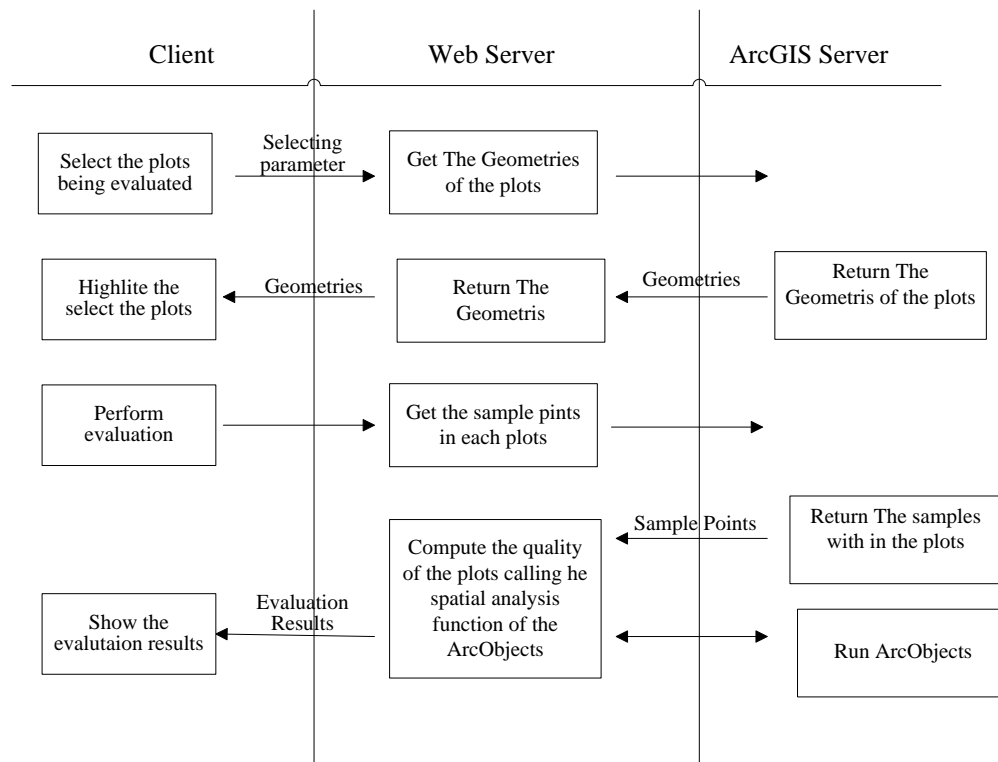 Client
Web Server
ArcGIS Server
Select the plots
being evaluated
Selecting
parameter
Get The Geometries
of the plots
Highlite the
select the plots
Geometries
Return The
Geometris
Geometries
Return The
Geometris of the plots
Perform
evaluation
Get the sample pints
in each plots
Sample Points
Return The samples
with in the plots
Compute the quality
of the plots calling he
spatial analysis
function of the
ArcObjects
Show the
evalutaion results
Evaluation
Results
Run ArcObjects